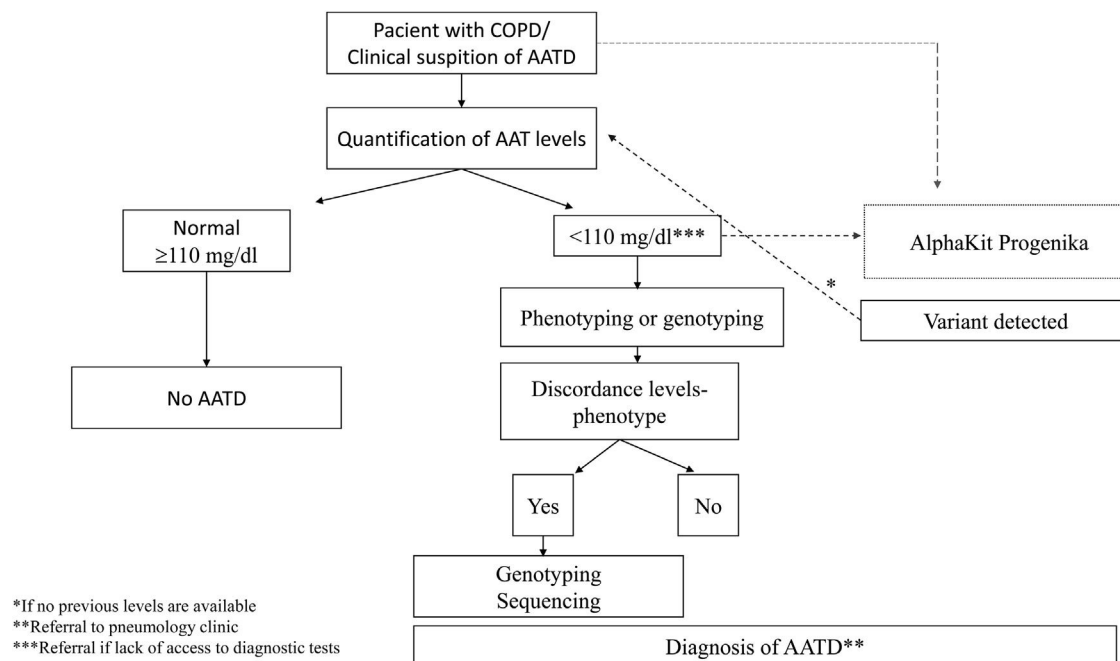 Pacient with COPD/
Clinical suspition of AATD
Quantification of AAT levels
Normal
≥110 mg/dl
<110 mg/dl***
AlphaKit Progenika
*
Variant detected
Phenotyping or genotyping
No AATD
Discordance levels-
phenotype
Yes
No
Genotyping
Sequencing
*If no previous levels are available
**Referral to pneumology clinic
***Referral if lack of access to diagnostic tests
Diagnosis of AATD**